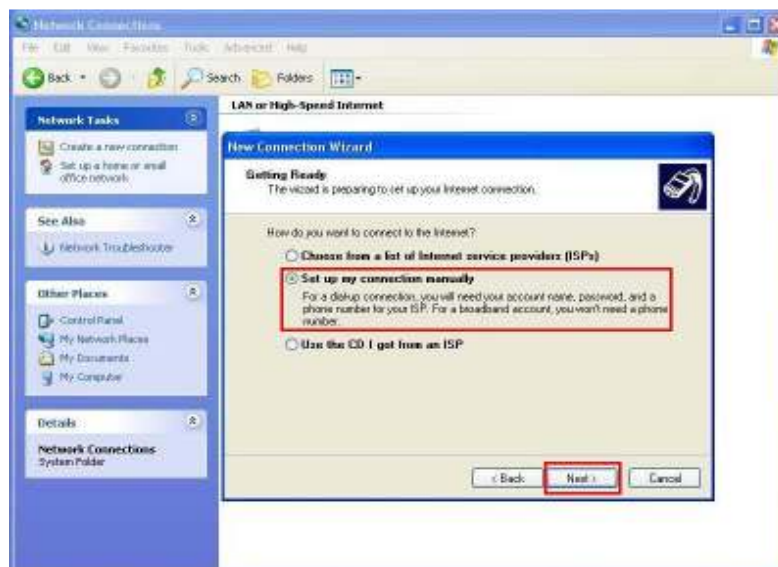 Network Connections
File Edit View Favorites Tools Advanced Help
Back Search Folders
LAN or High-Speed Internet
Network Tasks
Create a new connection
Set up a home or small
office network
See Also
Network Troubleshooter
Other Places
Control Panel
My Network Places
My Documents
My Computer
Details
Network Connections
System Folder
New Connection Wizard
Getting Ready
The wizard is preparing to set up your Internet connection.
How do you want to connect to the Internet?
Choose from a list of Internet service providers (ISPs)
Set up my connection manually
For a dial-up connection, you will need your account name, password, and a
phone number for your ISP. For a broadband account, you won't need a phone
number.
Use the CD I got from an ISP
< Back Next > Cancel